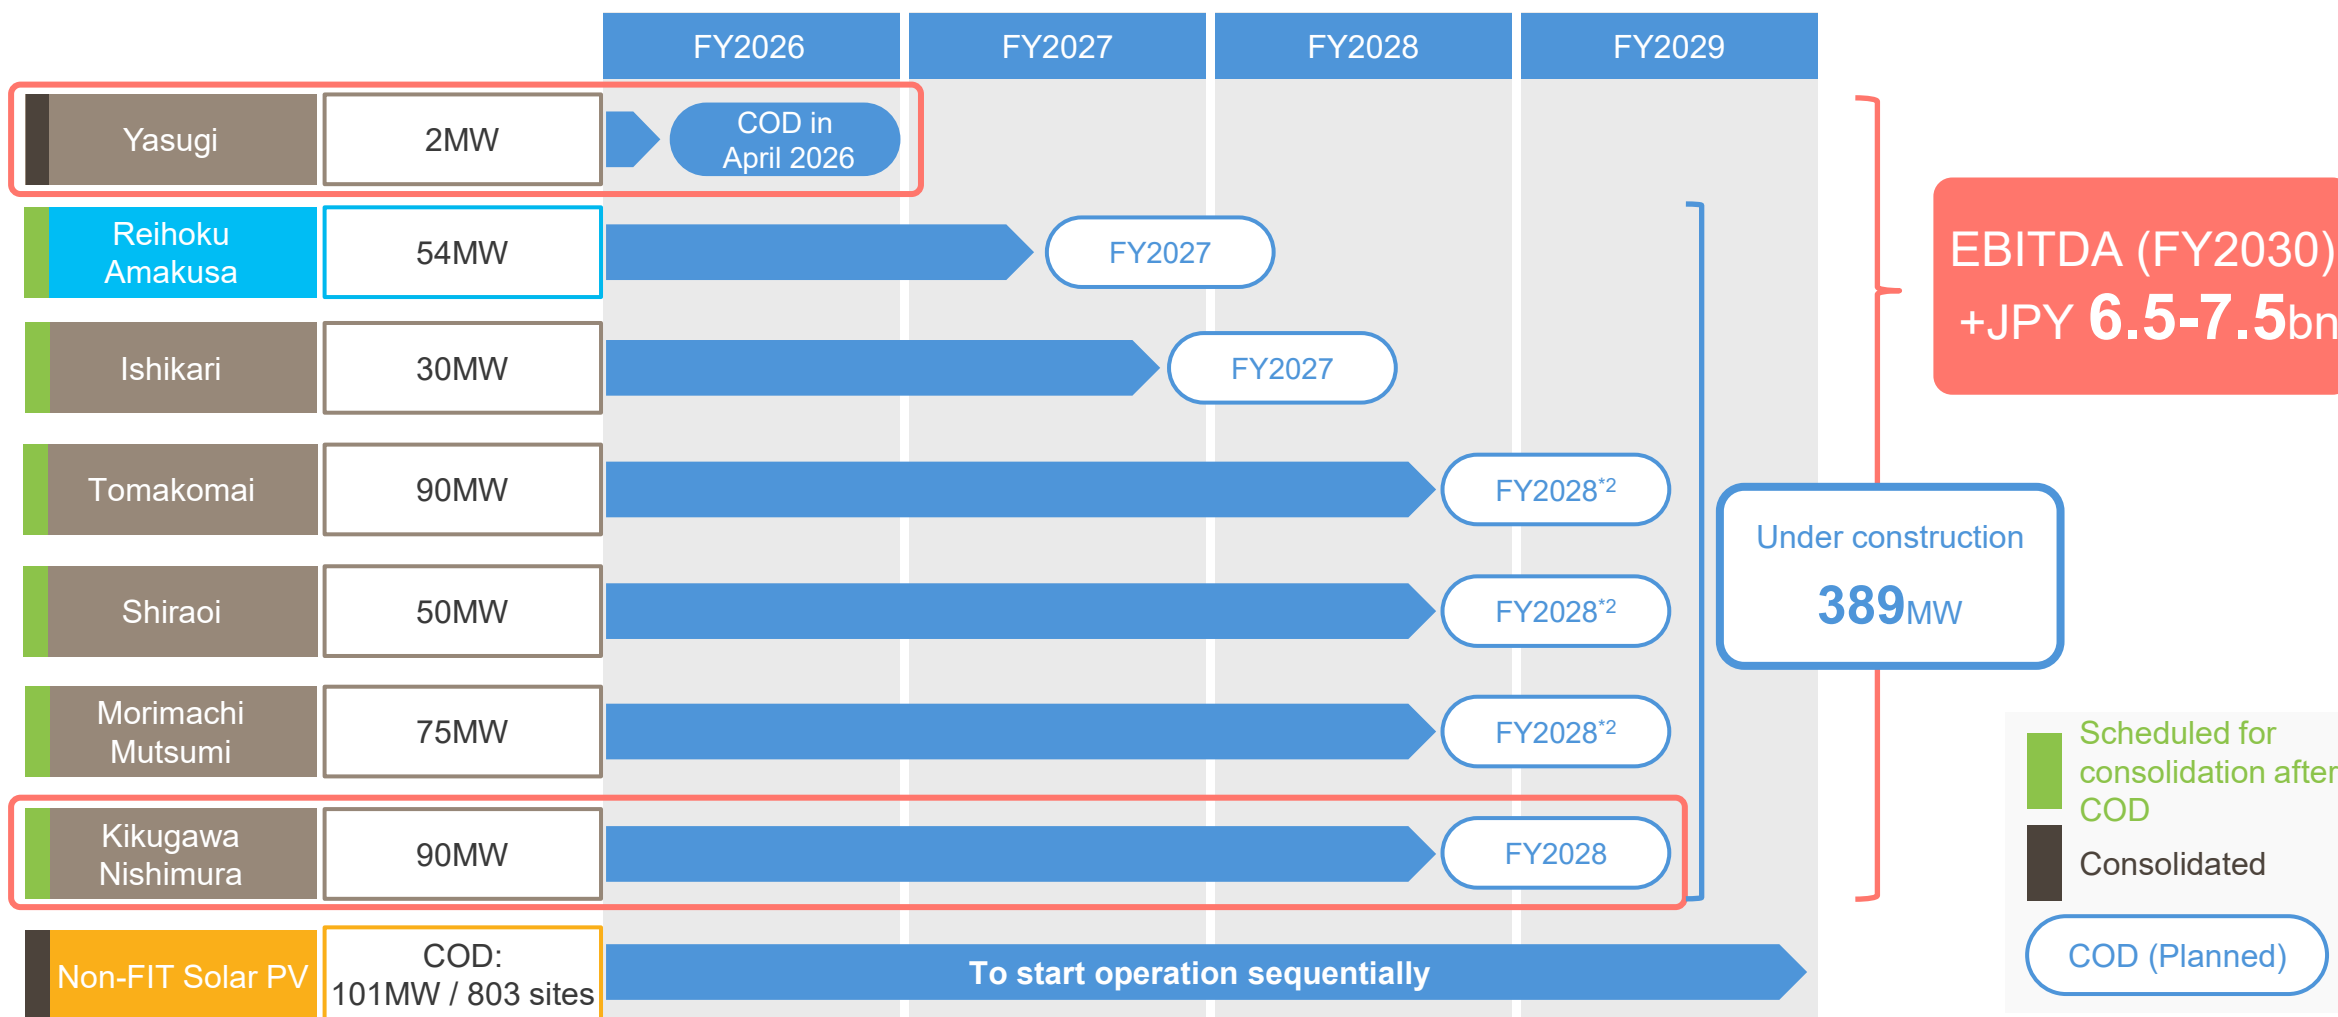 FY2026
FY2027
FY2028
FY2029
Yasugi
2MW
COD in
April 2026
Reihoku
Amakusa
54MW
FY2027
Ishikari
30MW
FY2027
Tomakomai
90MW
FY2028*2
Shiraoi
50MW
FY2028*2
Morimachi
Mutsumi
75MW
FY2028*2
Kikugawa
Nishimura
90MW
FY2028
Non-FIT Solar PV
COD:
101MW / 803 sites
To start operation sequentially
EBITDA (FY2030)
+JPY 6.5-7.5bn
Under construction
389MW
Scheduled for
consolidation after
COD
Consolidated
COD (Planned)